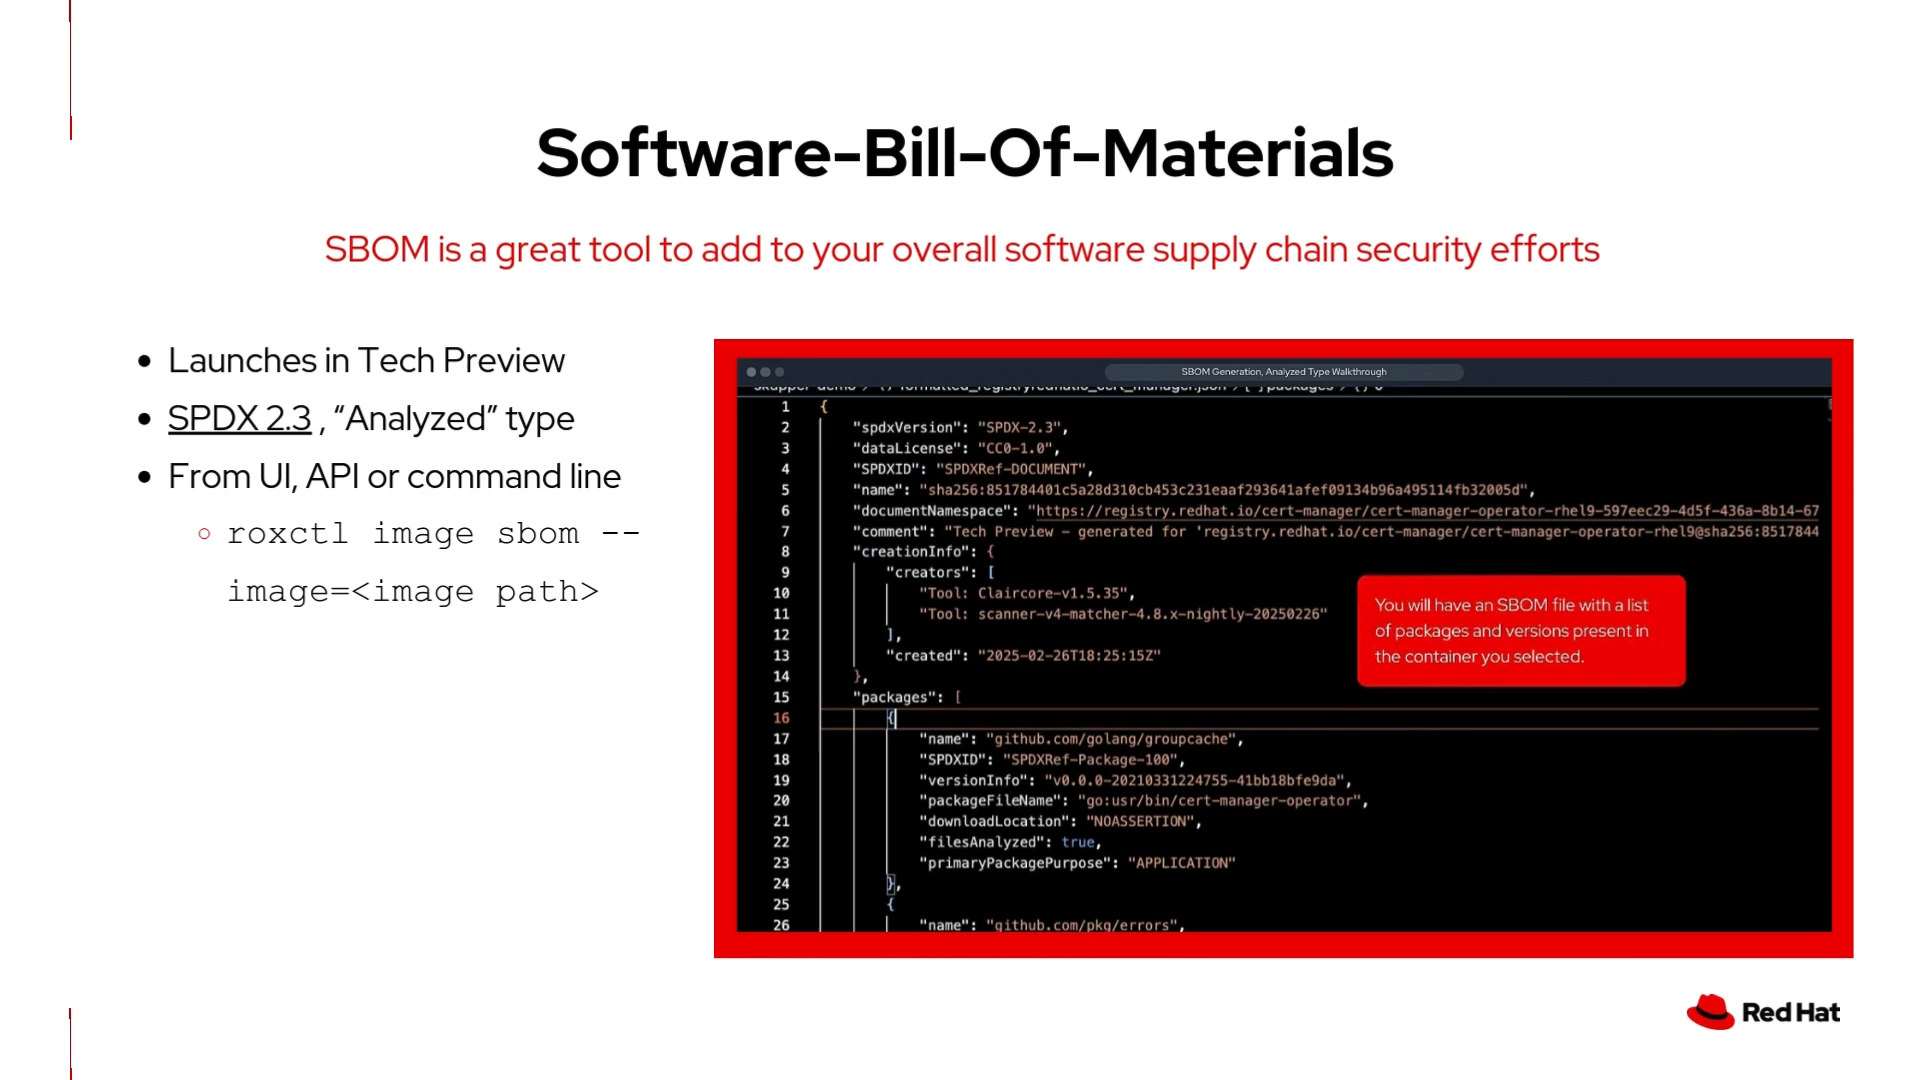 Software-Bill-Of-Materials
SBOM is a great tool to add to your overall software supply chain security efforts
• Launches in Tech Preview
• SPDX 2.3 , “Analyzed” type
• From UI, API or command line
○ roxctl image sbom --
image=<image path>
SBOM Generation, Analyzed Type Walkthrough
1 {
2 "spdxVersion": "SPDX-2.3",
3 "dataLicense": "CC0-1.0",
4 "SPDXID": "SPDXRef-DOCUMENT",
5 "name": "sha256:851784401c5a28d310cb453c231eaaf293641afef09134b96a495114fb32005d",
6 "documentNamespace": "https://registry.redhat.io/cert-manager/cert-manager-operator-rhel9-597eec29-4d5f-436a-8b14-67
7 "comment": "Tech Preview – generated for 'registry.redhat.io/cert-manager/cert-manager-operator-rhel9@sha256:8517844
8 "creationInfo": {
9 "creators": [
10 "Tool: Claircore-v1.5.35",
11 "Tool: scanner-v4-matcher-4.8.x-nightly-20250226"
12 ],
13 "created": "2025-02-26T18:25:15Z"
14 },
15 "packages": [
16 {
17 "name": "github.com/golang/groupcache",
18 "SPDXID": "SPDXRef-Package-100",
19 "versionInfo": "v0.0.0-20210331224755-41bb18bfe9da",
20 "packageFileName": "go:usr/bin/cert-manager-operator",
21 "downloadLocation": "NOASSERTION",
22 "filesAnalyzed": true,
23 "primaryPackagePurpose": "APPLICATION"
24 },
25 {
26 "name": "github.com/pkg/errors",
You will have an SBOM file with a list
of packages and versions present in
the container you selected.
Red Hat